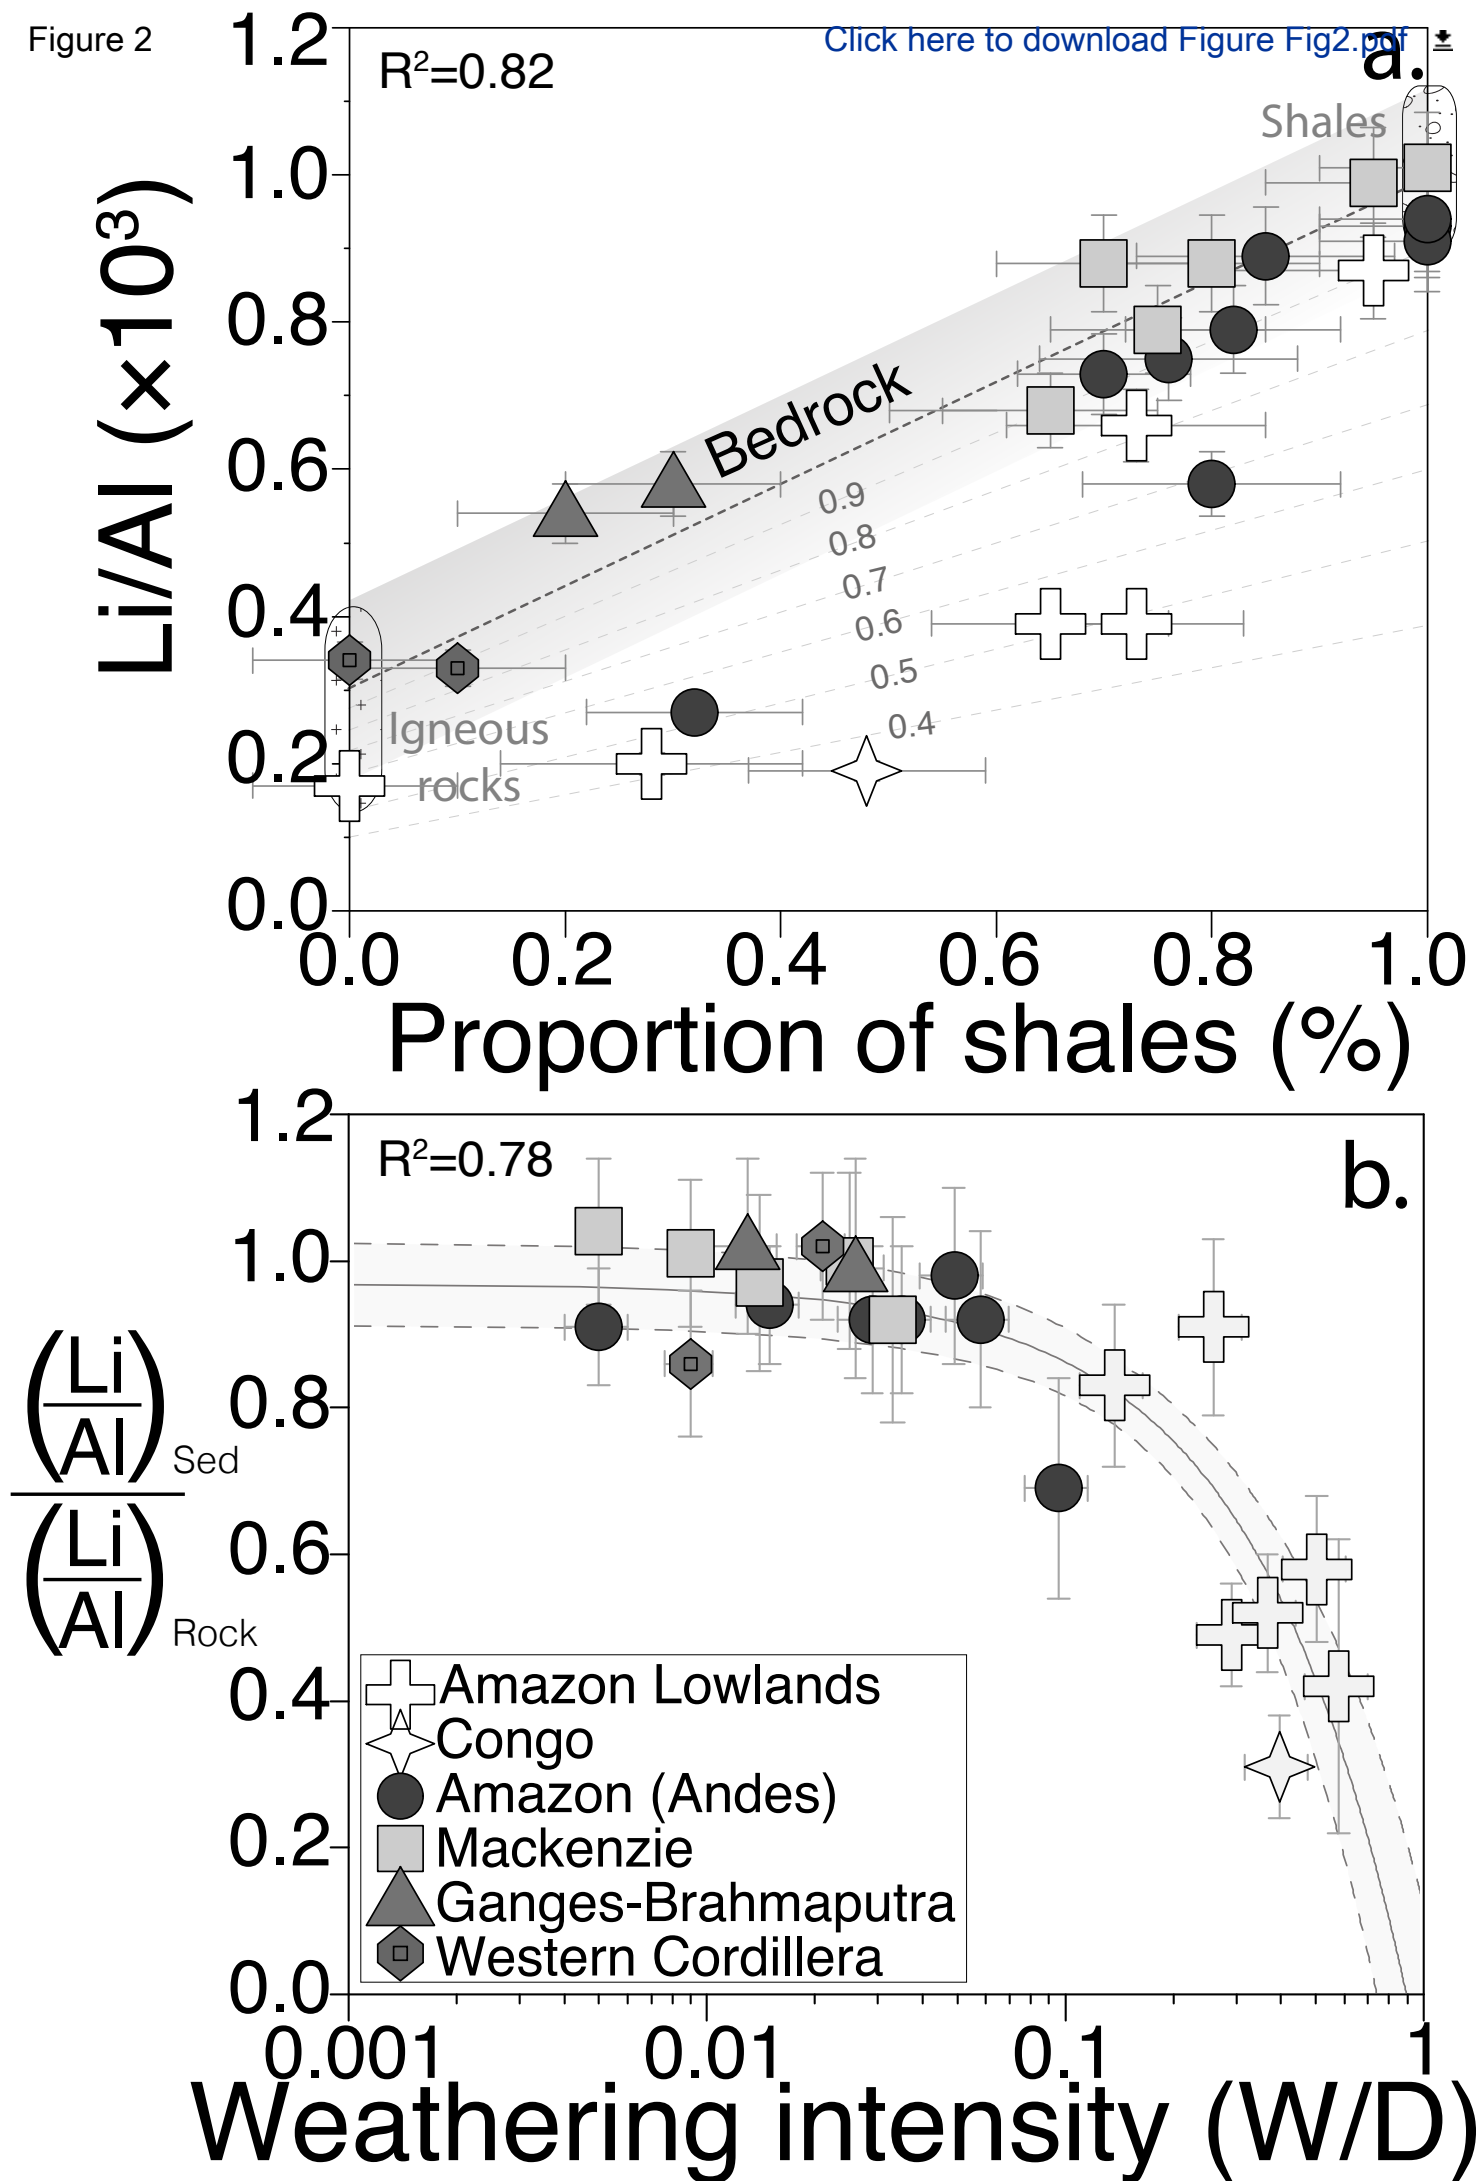 Figure 2
Click here to download Figure Fig2.pdf
a.
R²=0.82
Shales
1.2
1.0
0.8
0.6
0.4
0.2
0.0
Li/Al (×10³)
Bedrock
0.9
0.8
0.7
0.6
0.5
0.4
Igneous
rocks
0.0 0.2 0.4 0.6 0.8 1.0
Proportion of shales (%)
b.
R²=0.78
1.2
1.0
0.8
0.6
0.4
0.2
0.0
(Li/Al)Sed
(Li/Al)Rock
Amazon Lowlands
Congo
Amazon (Andes)
Mackenzie
Ganges-Brahmaputra
Western Cordillera
0.001 0.01 0.1 1
Weathering intensity (W/D)